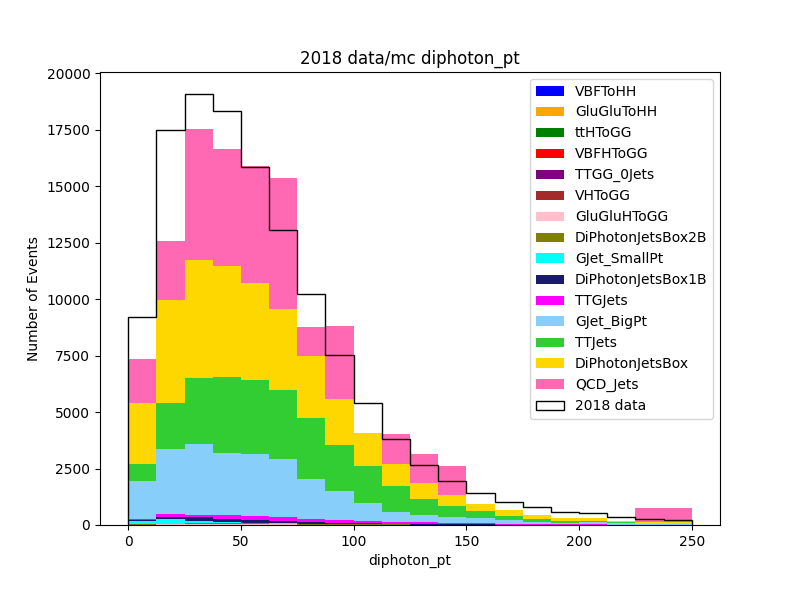 2018 data/mc diphoton_pt
Number of Events
20000
17500
15000
12500
10000
7500
5000
2500
0
VBFToHH
GluGluToHH
ttHToGG
VBFHToGG
TTGG_0Jets
VHToGG
GluGluHToGG
DiPhotonJetsBox2B
GJet_SmallPt
DiPhotonJetsBox1B
TTGJets
GJet_BigPt
TTJets
DiPhotonJetsBox
QCD_Jets
2018 data
0 50 100 150 200 250
diphoton_pt